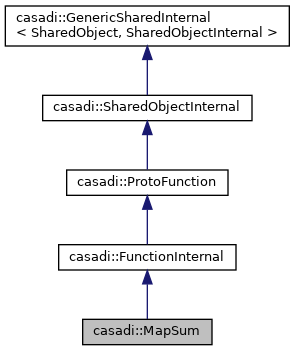 casadi::GenericSharedInternal
< SharedObject, SharedObjectInternal >
casadi::SharedObjectInternal
casadi::ProtoFunction
casadi::FunctionInternal
casadi::MapSum